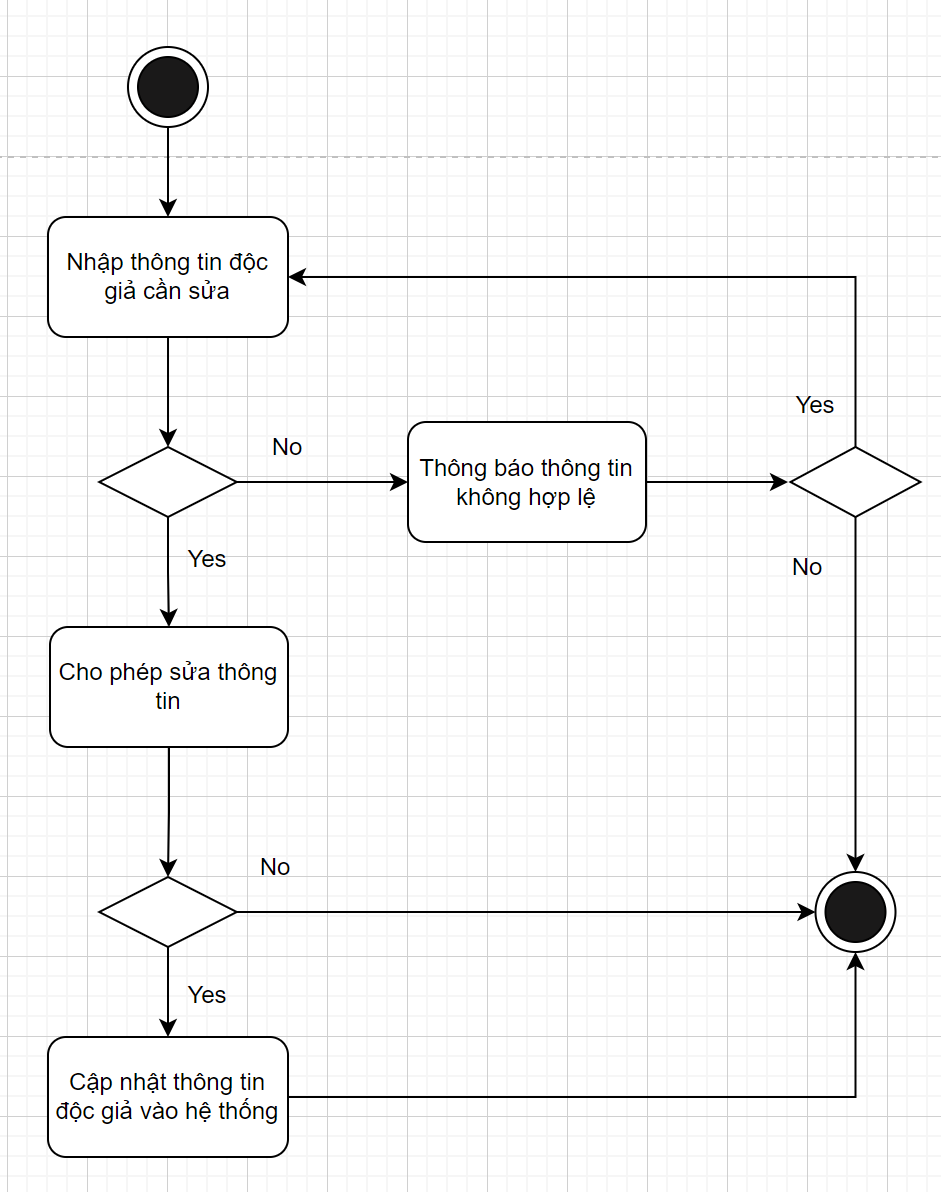 Nhập thông tin độc
giả cần sửa
Yes
No
Thông báo thông tin
không hợp lệ
Yes
No
Cho phép sửa thông
tin
No
Yes
Cập nhật thông tin
độc giả vào hệ thống